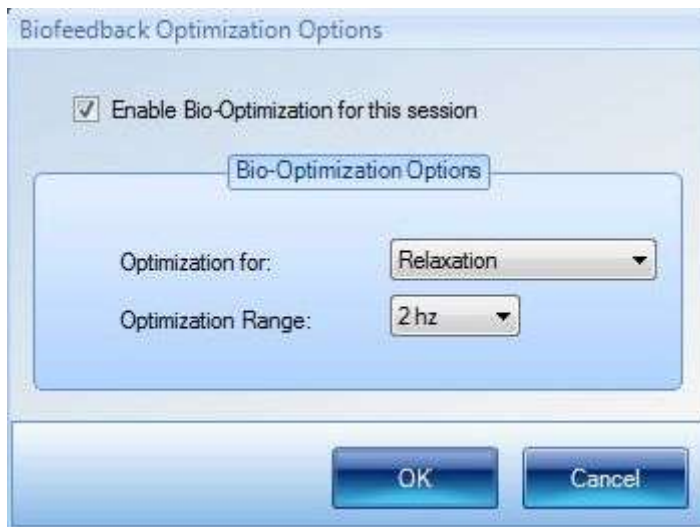 Biofeedback Optimization Options
Enable Bio-Optimization for this session
Bio-Optimization Options
Optimization for: Relaxation
Optimization Range: 2 hz
OK Cancel